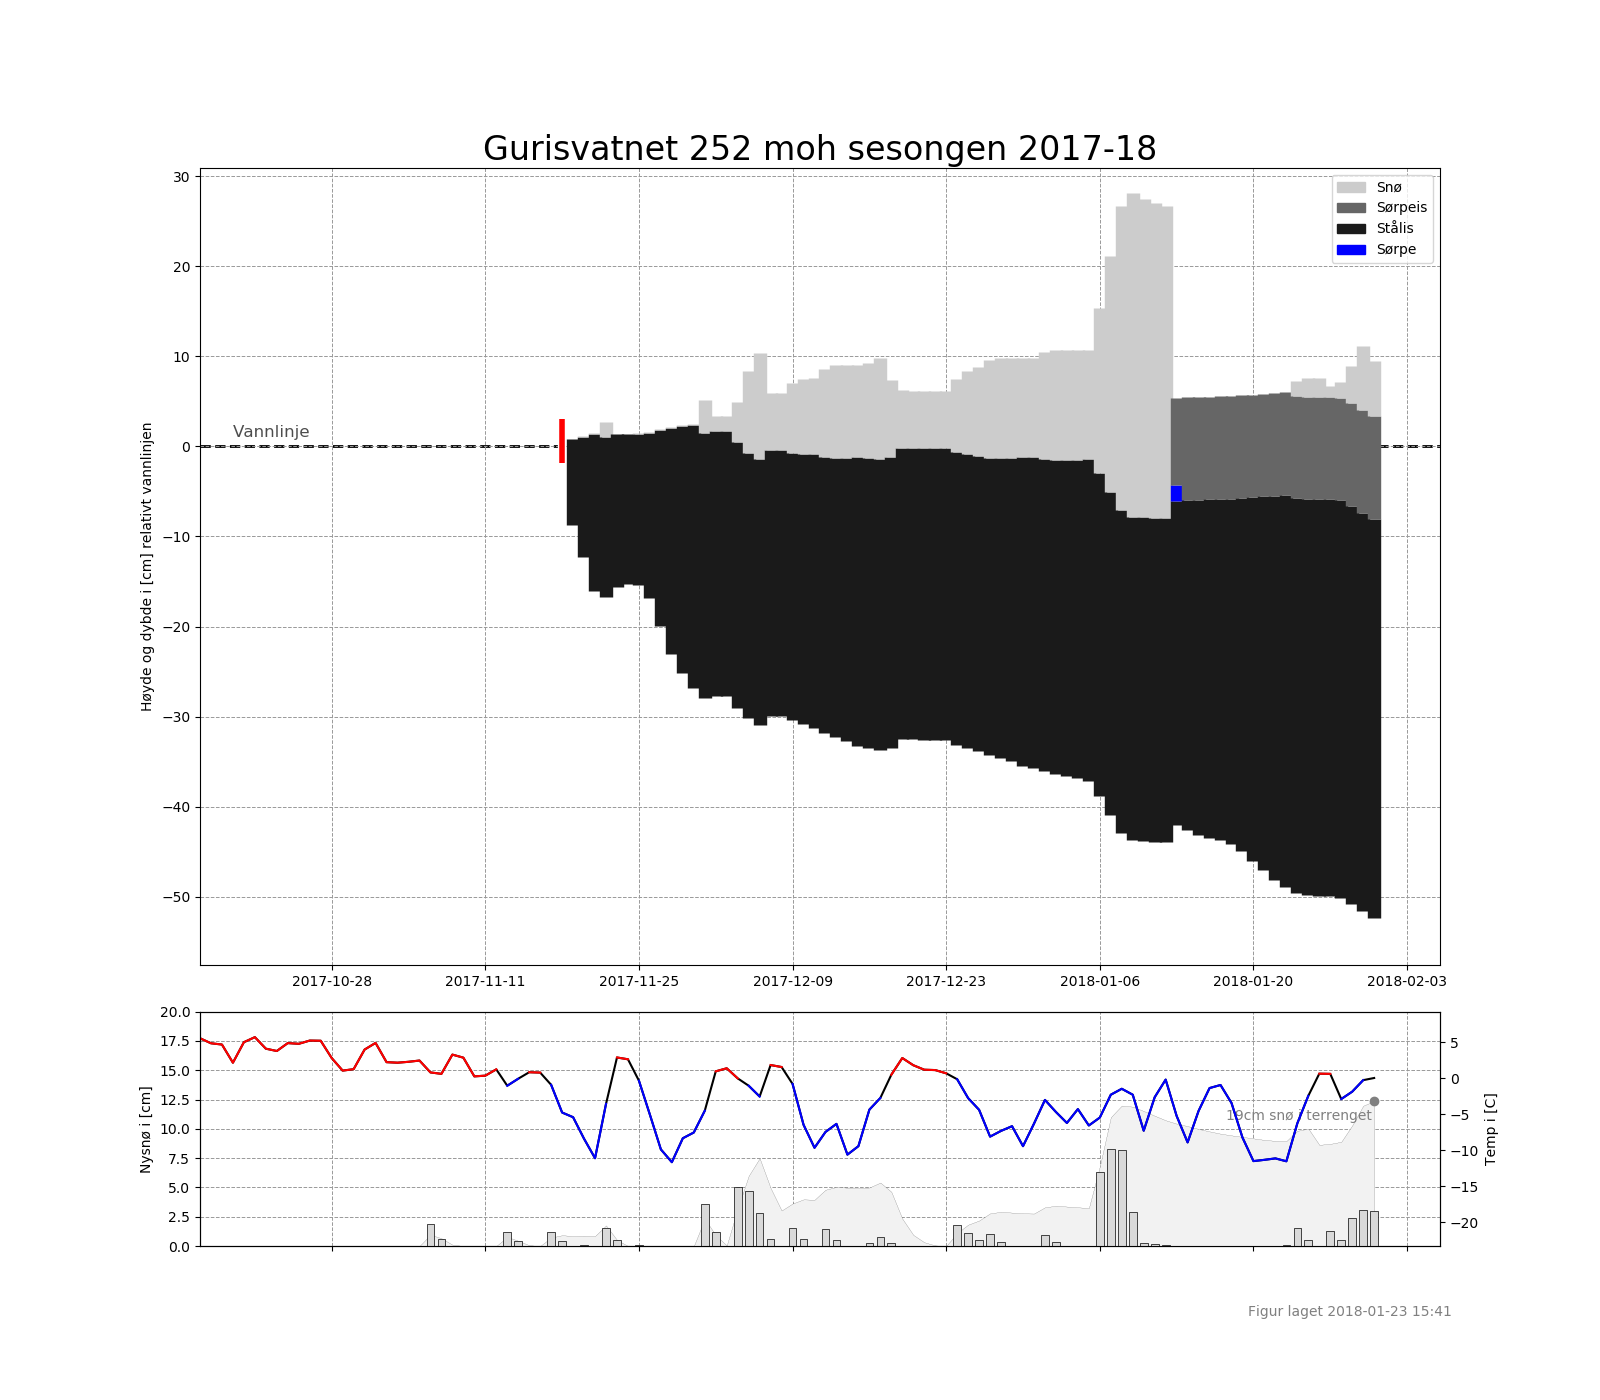 Gurisvatnet 252 moh sesongen 2017-18
Høyde og dybde i [cm] relativt vannlinjen
30
20
10
0
−10
−20
−30
−40
−50
Vannlinje
Snø
Sørpeis
Stålis
Sørpe
2017-10-28 2017-11-11 2017-11-25 2017-12-09 2017-12-23 2018-01-06 2018-01-20 2018-02-03
Nysnø i [cm]
20.0
17.5
15.0
12.5
10.0
7.5
5.0
2.5
0.0
19cm snø i terrenget
5
0
−5
−10
−15
−20
Temp i [C]
Figur laget 2018-01-23 15:41